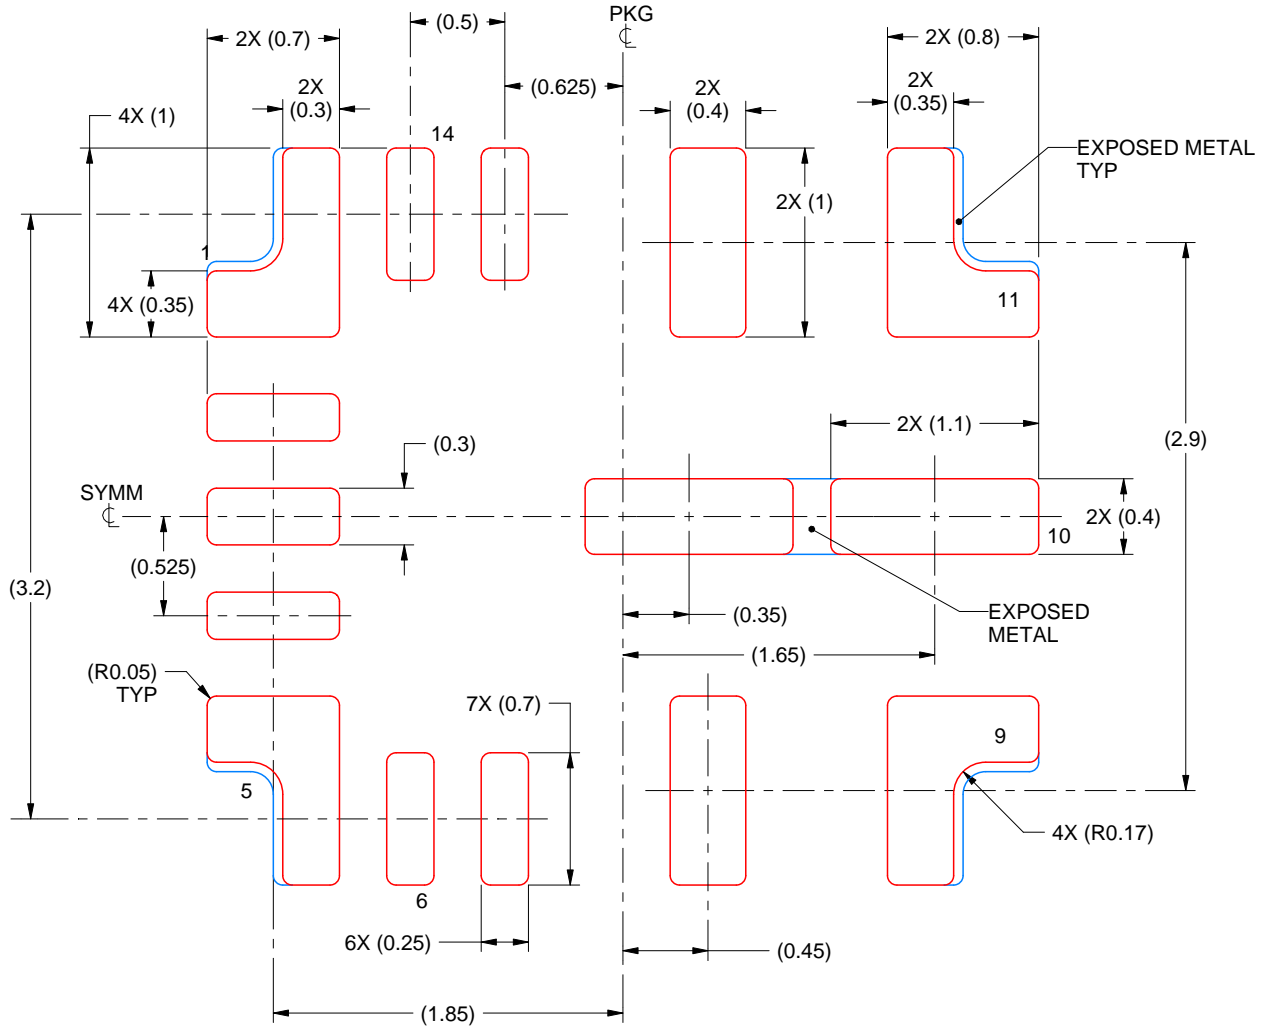 PKG
℄
(0.5)
2X (0.7)
2X (0.8)
2X
(0.3)
(0.625)
2X
(0.4)
2X
(0.35)
4X (1)
14
EXPOSED METAL
TYP
2X (1)
1
4X (0.35)
11
(0.3)
2X (1.1)
(2.9)
SYMM
℄
2X (0.4)
10
(0.525)
(3.2)
(0.35)
EXPOSED
METAL
(1.65)
(R0.05)
TYP
7X (0.7)
9
5
4X (R0.17)
6
6X (0.25)
(0.45)
(1.85)